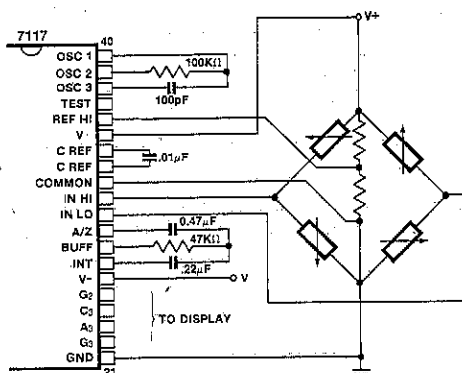 7117
40
OSC 1
OSC 2
OSC 3
TEST
REF HI
V
C REF
C REF
COMMON
IN HI
IN LO
A/Z
BUFF
INT
V–
G2
C3
A3
G3
GND
21
100KΩ
100pF
.01μF
0.47μF
47KΩ
.22μF
V
TO DISPLAY
V+